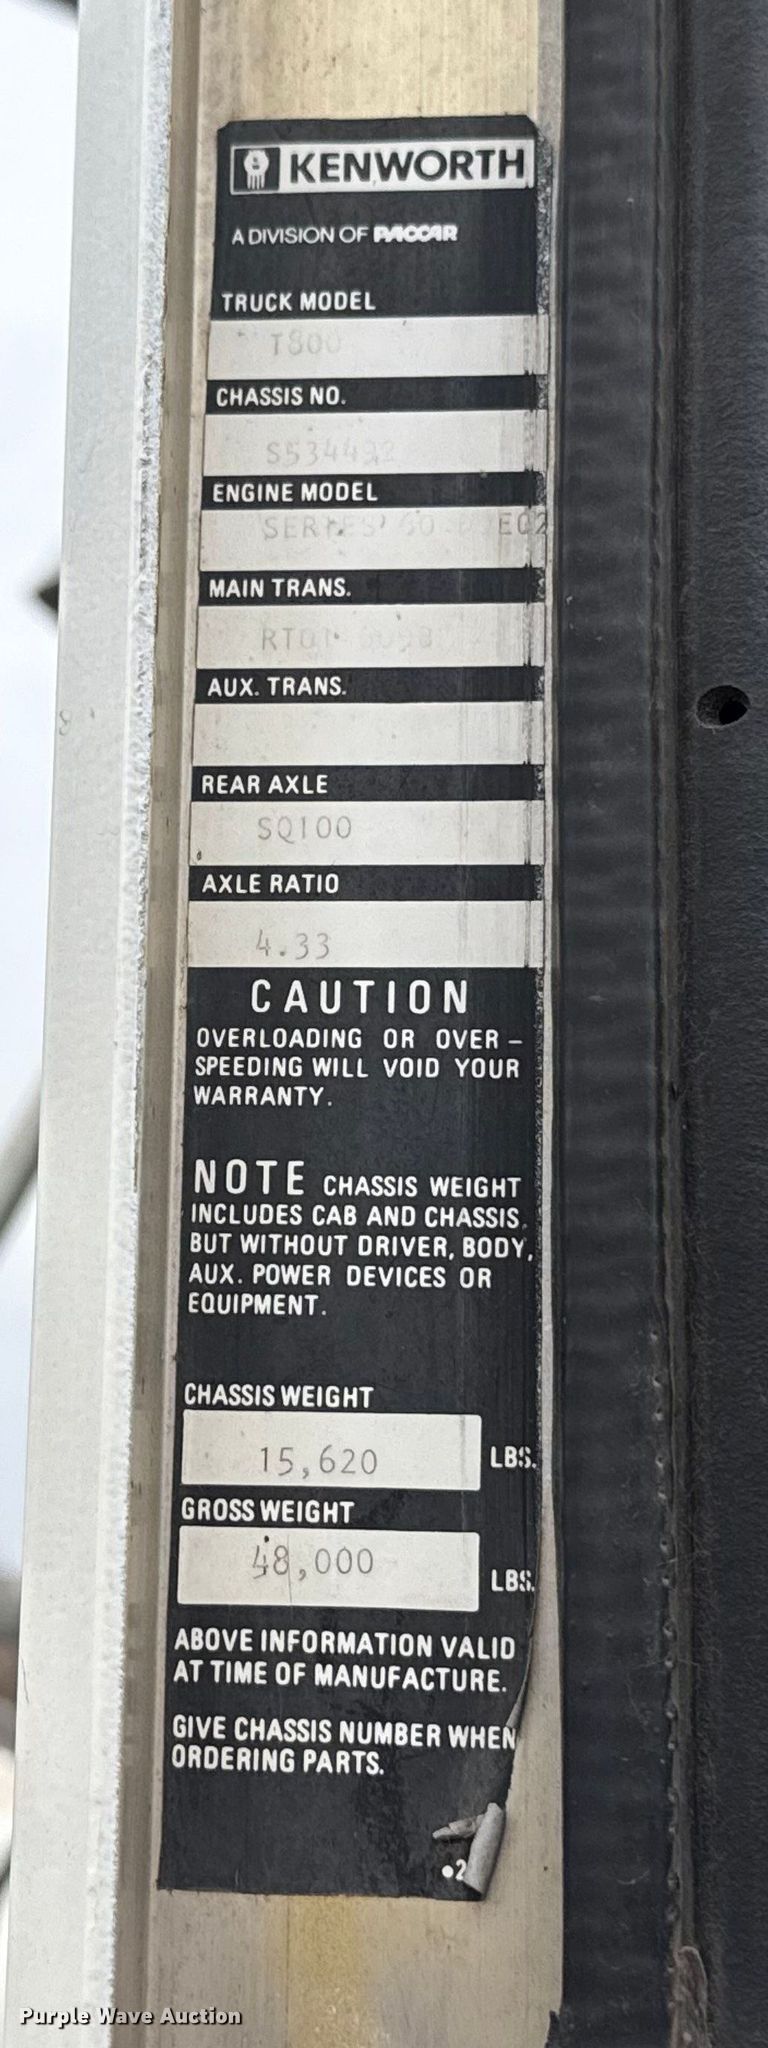 KENWORTH
A DIVISION OF PACCAR
TRUCK MODEL
T800
CHASSIS NO.
ENGINE MODEL
SERIES 60
MAIN TRANS.
AUX. TRANS.
REAR AXLE
SQ100
AXLE RATIO
4.33
CAUTION
OVERLOADING OR OVER –
SPEEDING WILL VOID YOUR
WARRANTY.
NOTE CHASSIS WEIGHT
INCLUDES CAB AND CHASSIS,
BUT WITHOUT DRIVER, BODY,
AUX. POWER DEVICES OR
EQUIPMENT.
CHASSIS WEIGHT
15,620 LBS.
GROSS WEIGHT
48,000 LBS.
ABOVE INFORMATION VALID
AT TIME OF MANUFACTURE.
GIVE CHASSIS NUMBER WHEN
ORDERING PARTS.
Purple Wave Auction